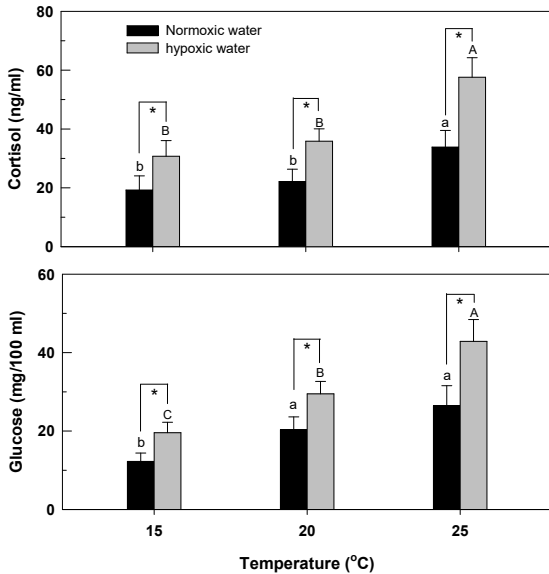 80
Normoxic water
hypoxic water
60
40
20
0
Cortisol (ng/ml)
* * *
b B b B a A
60
40
20
0
Glucose (mg/100 ml)
* * *
b C a B a A
15 20 25
Temperature (°C)